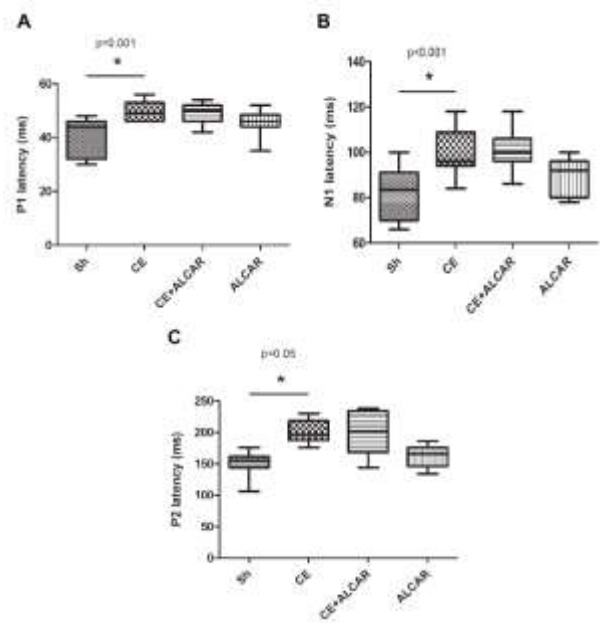 A
p=0.001
*
P1 latency (ms)
60
40
20
0
Sh
CE
CE+ALCAR
ALCAR
B
p<0.001
*
N1 latency (ms)
140
120
100
80
60
Sh
CE
CE+ALCAR
ALCAR
C
p=0.05
*
P2 latency (ms)
250
200
150
100
50
0
Sh
CE
CE+ALCAR
ALCAR